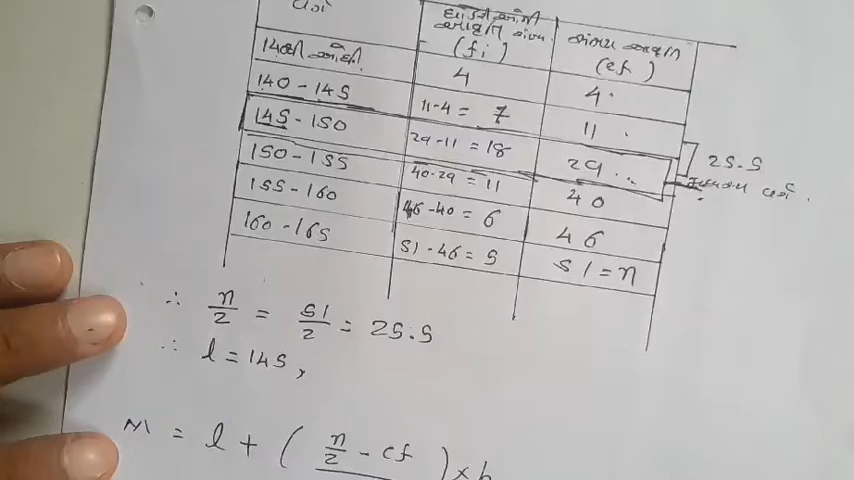 વર્ગ
(fi)
(cf)
140થી ઓછી 4 4
140 - 145 11-4 = 7 11
145 - 150 29 - 11 = 18 29
150 - 155 40-29 = 11 40
155 - 160 46 - 40 = 6 46
160 - 165 51 - 46 = 5 51 = n
25.5
વર્ગ
∴ n/2 = 51/2 = 25.5
∴ l = 145,
M = l + ( n/2 - cf ) × h